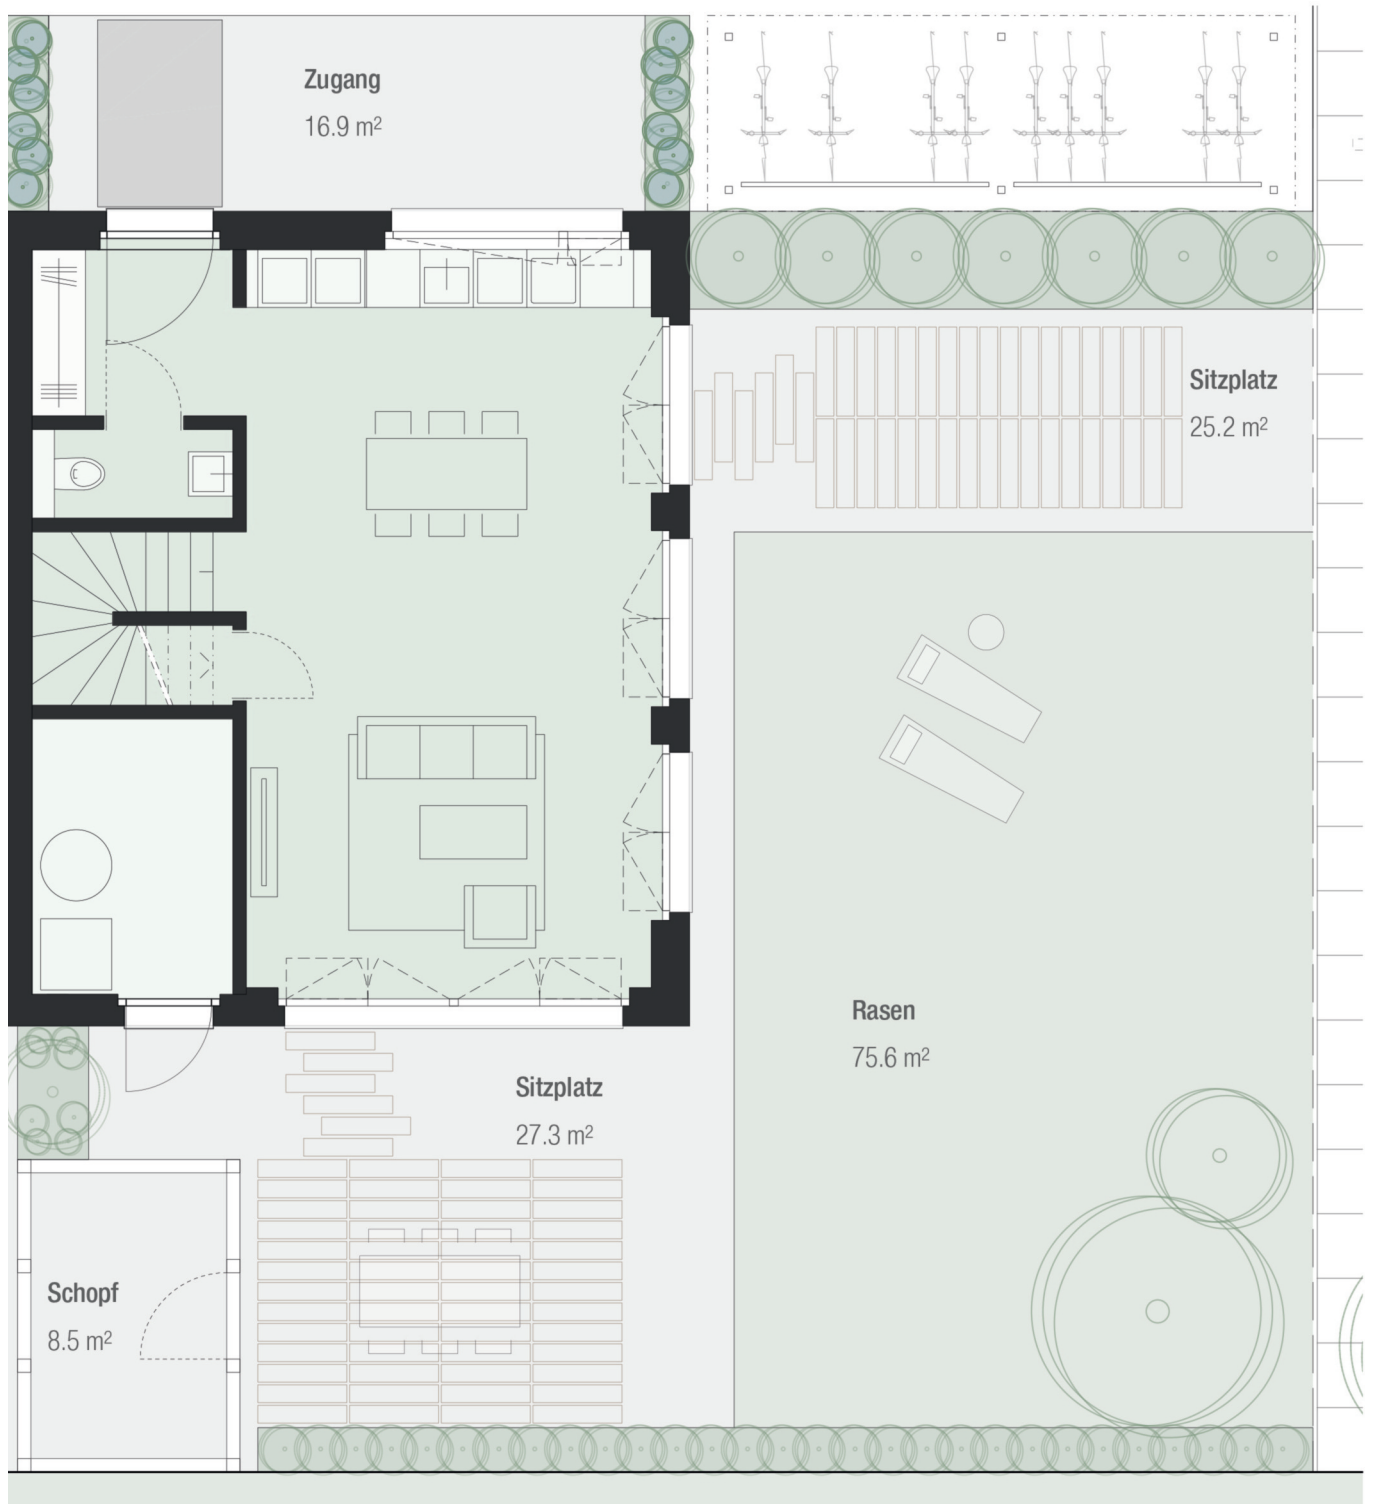 Zugang
16.9 m²
Sitzplatz
25.2 m²
Rasen
75.6 m²
Sitzplatz
27.3 m²
Schopf
8.5 m²